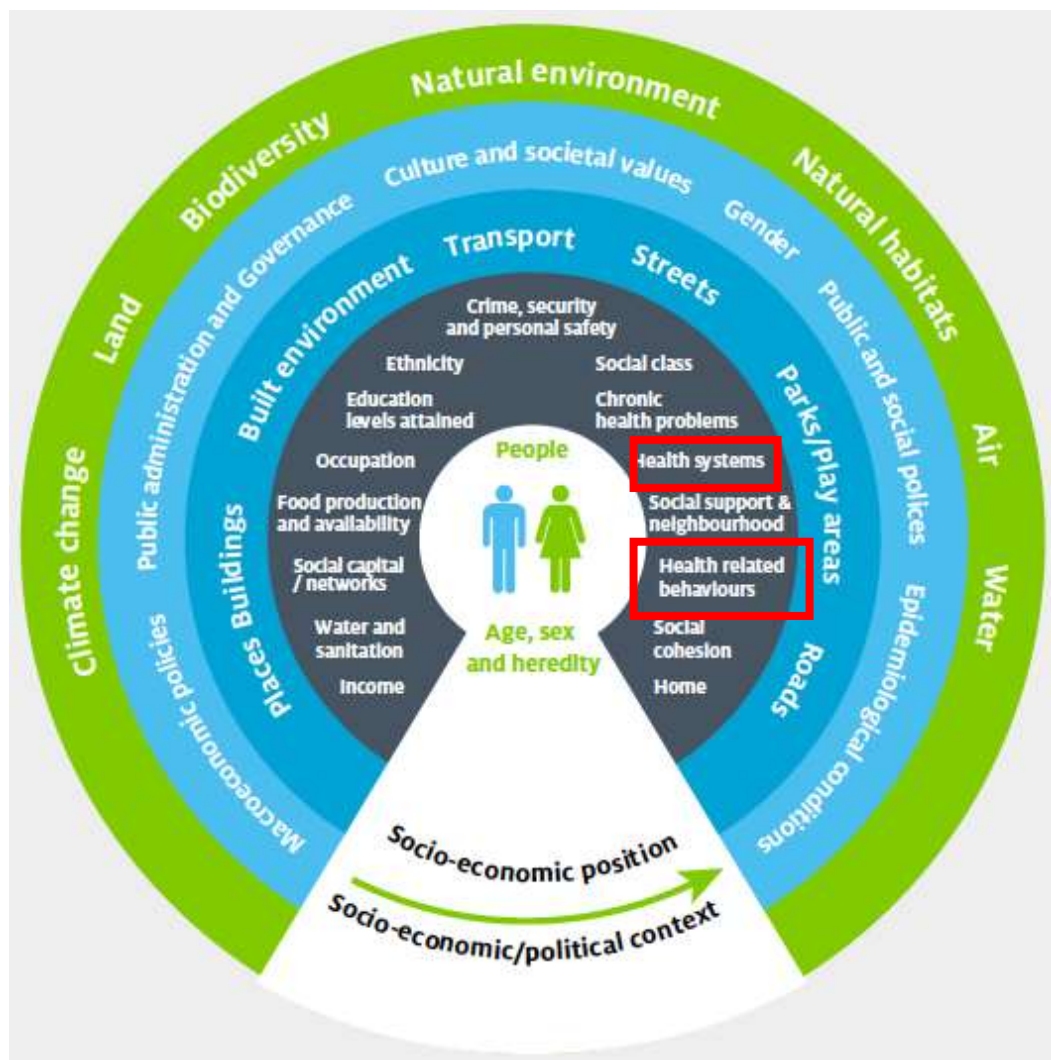 Natural environment
Biodiversity
Land
Climate change
Natural habitats
Air
Water
Culture and societal values
Gender
Public and social polices
Epidemiological conditions
Public administration and Governance
Macroeconomic policies
Transport
Streets
Parks/Play areas
Roads
Built environment
Places Buildings
Crime, security
and personal safety
Ethnicity
Education
levels attained
Occupation
Food production
and availability
Social capital
/ networks
Water and
sanitation
Income
Social class
Chronic
health problems
Health systems
Social support &
neighbourhood
Health related
behaviours
Social
cohesion
Home
People
Age, sex
and heredity
Socio-economic position
Socio-economic/political context